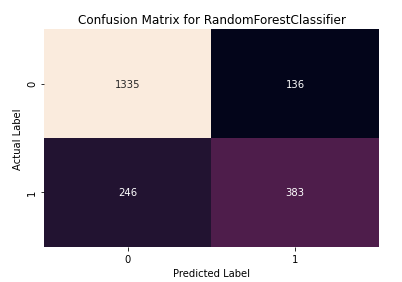 Confusion Matrix for RandomForestClassifier
Actual Label
0
1335
136
1
246
383
0
1
Predicted Label